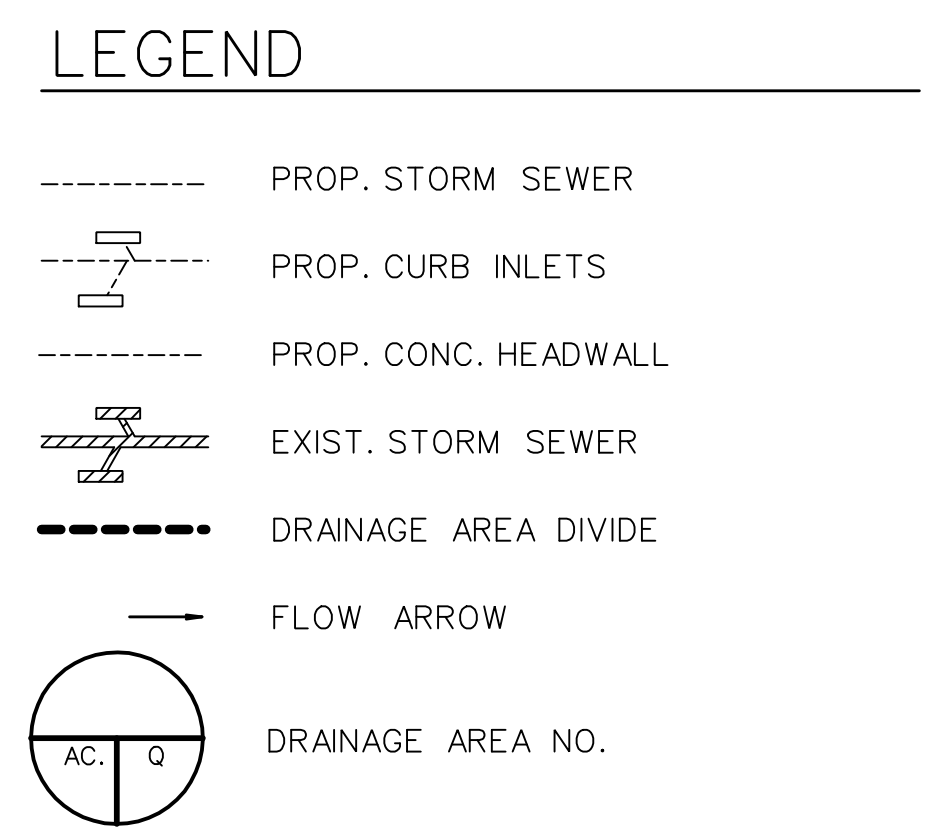 LEGEND
PROP. STORM SEWER
PROP. CURB INLETS
PROP. CONC. HEADWALL
EXIST. STORM SEWER
DRAINAGE AREA DIVIDE
FLOW ARROW
DRAINAGE AREA NO.
AC. Q